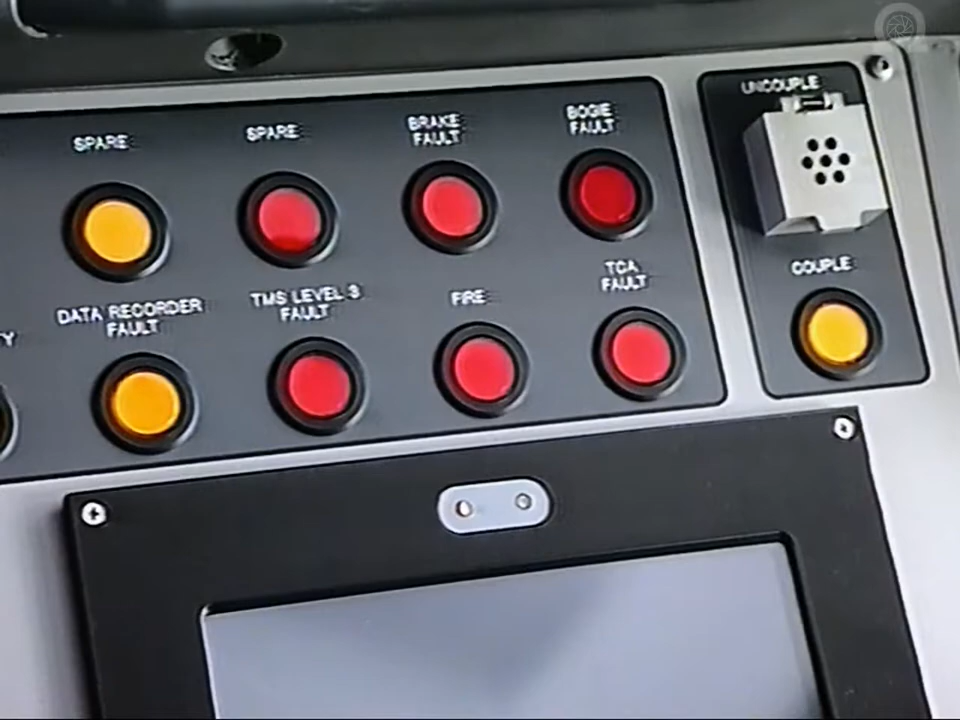 SPARE
SPARE
BRAKE
FAULT
BOGIE
FAULT
UNCOUPLE
Y
DATA RECORDER
FAULT
TMS LEVEL 3
FAULT
FIRE
TCA
FAULT
COUPLE